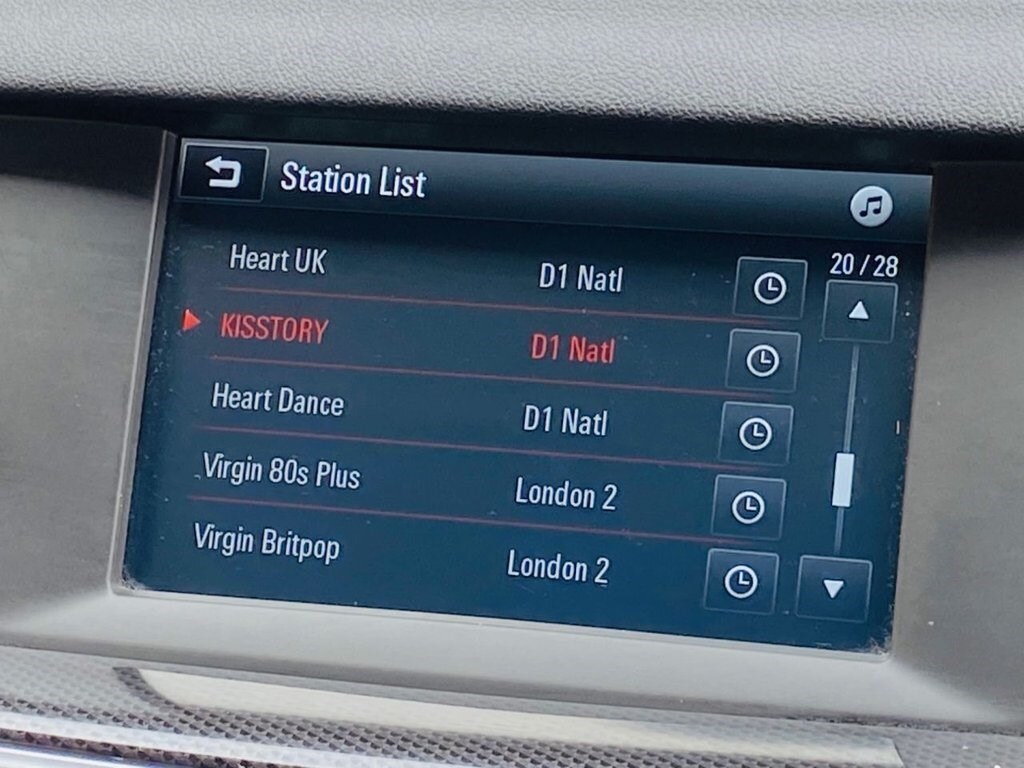 Station List
20/28
Heart UK D1 Natl
KISSTORY D1 Natl
Heart Dance D1 Natl
Virgin 80s Plus London 2
Virgin Britpop London 2